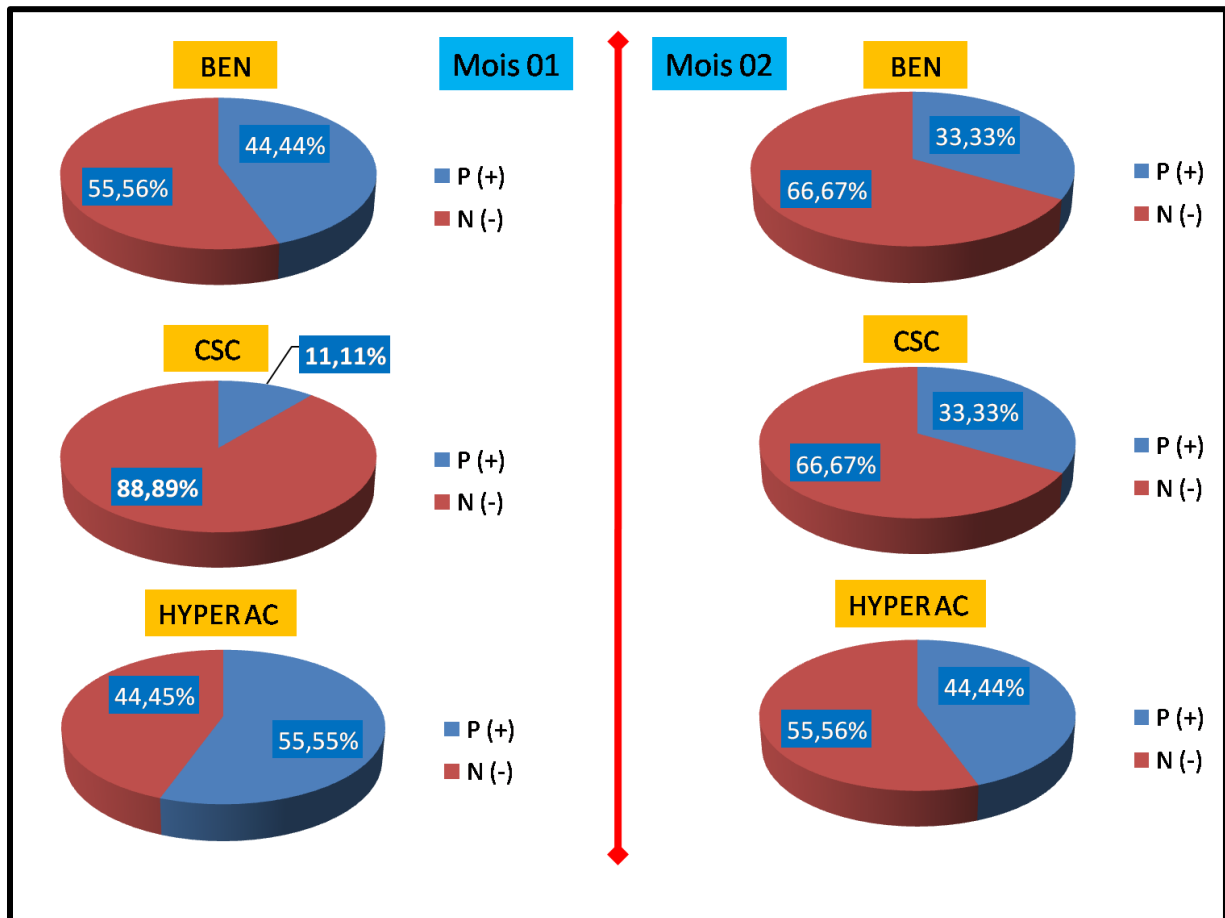 Mois 01
BEN
44,44%
55,56%
P (+)
N (-)
CSC
11,11%
88,89%
P (+)
N (-)
HYPER AC
44,45%
55,55%
P (+)
N (-)
Mois 02
BEN
33,33%
66,67%
P (+)
N (-)
CSC
33,33%
66,67%
P (+)
N (-)
HYPER AC
44,44%
55,56%
P (+)
N (-)